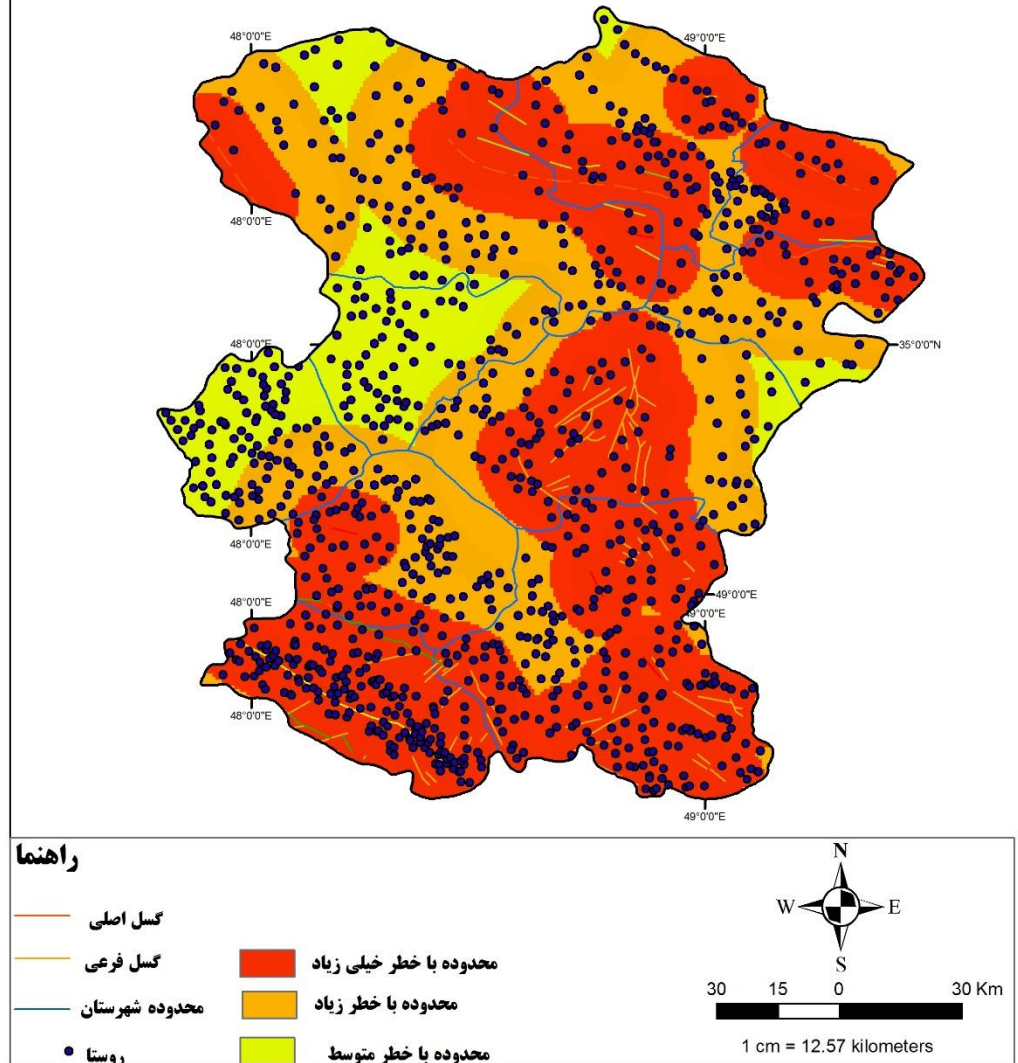 48°0'0"E
49°0'0"E
48°0'0"E
48°0'0"E
35°0'0"N
48°0'0"E
49°0'0"E
48°0'0"E
49°0'0"E
48°0'0"E
49°0'0"E
راهنما
گسل اصلی
گسل فرعی
محدوده شهرستان
روستا
محدوده با خطر خیلی زیاد
محدوده با خطر زیاد
محدوده با خطر متوسط
N
W E
S
30 15 0 30 Km
1 cm = 12.57 kilometers